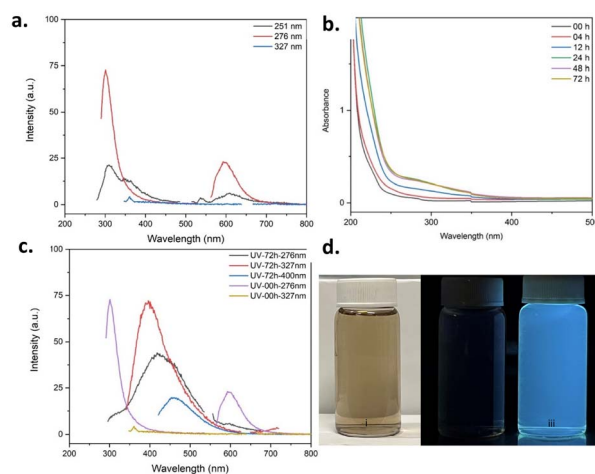 a.
251 nm
276 nm
327 nm
Intensity (a.u.)
100
75
50
25
0
200 300 400 500 600 700 800
Wavelength (nm)
b.
00 h
04 h
12 h
24 h
48 h
72 h
Absorbance
1
0
200 300 400 500
Wavelength (nm)
c.
UV-72h-276nm
UV-72h-327nm
UV-72h-400nm
UV-00h-276nm
UV-00h-327nm
Intensity (a.u.)
100
75
50
25
0
200 300 400 500 600 700 800
Wavelength (nm)
d.
i
iii